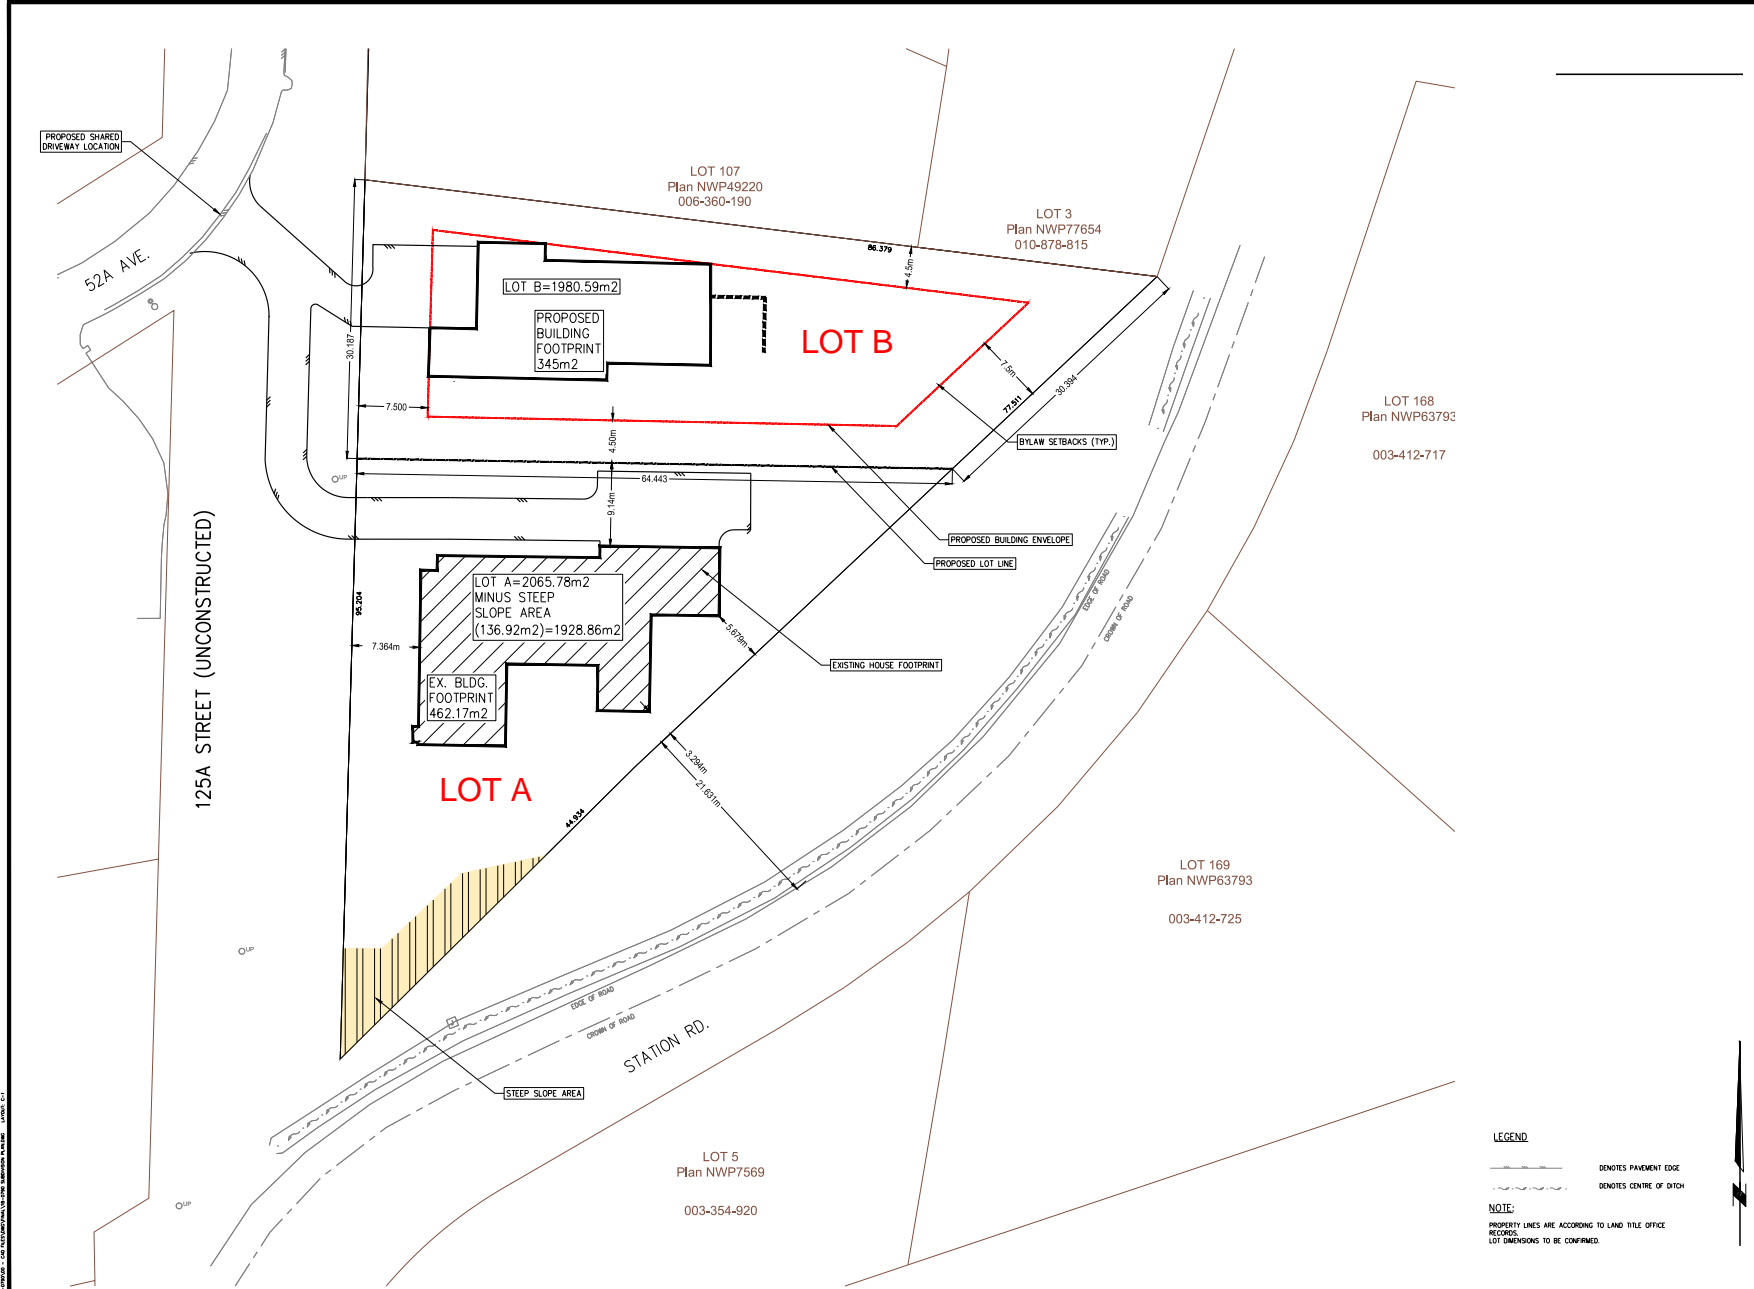 PROPOSED SHARED
DRIVEWAY LOCATION
52A AVE.
LOT 107
Plan NWP49220
006-360-190
LOT 3
Plan NWP77654
010-878-815
86.379
4.5m
LOT B=1980.59m2
PROPOSED
BUILDING
FOOTPRINT
345m2
LOT B
30.187
7.500
4.50m
7.5m
77.511
30.394
BYLAW SETBACKS (TYP.)
LOT 168
Plan NWP63793
003-412-717
UP
64.443
9.14m
PROPOSED BUILDING ENVELOPE
PROPOSED LOT LINE
125A STREET (UNCONSTRUCTED)
95.204
LOT A=2065.78m2
MINUS STEEP
SLOPE AREA
(136.92m2)=1928.86m2
7.364m
5.679m
EXISTING HOUSE FOOTPRINT
EX. BLDG.
FOOTPRINT
462.17m2
EDGE OF ROAD
CROWN OF ROAD
LOT A
3.294m
21.631m
44.934
LOT 169
Plan NWP63793
003-412-725
UP
EDGE OF ROAD
CROWN OF ROAD
STATION RD.
STEEP SLOPE AREA
LOT 5
Plan NWP7569
003-354-920
UP
LEGEND
DENOTES PAVEMENT EDGE
DENOTES CENTRE OF DITCH
NOTE:
PROPERTY LINES ARE ACCORDING TO LAND TITLE OFFICE
RECORDS.
LOT DIMENSIONS TO BE CONFIRMED.